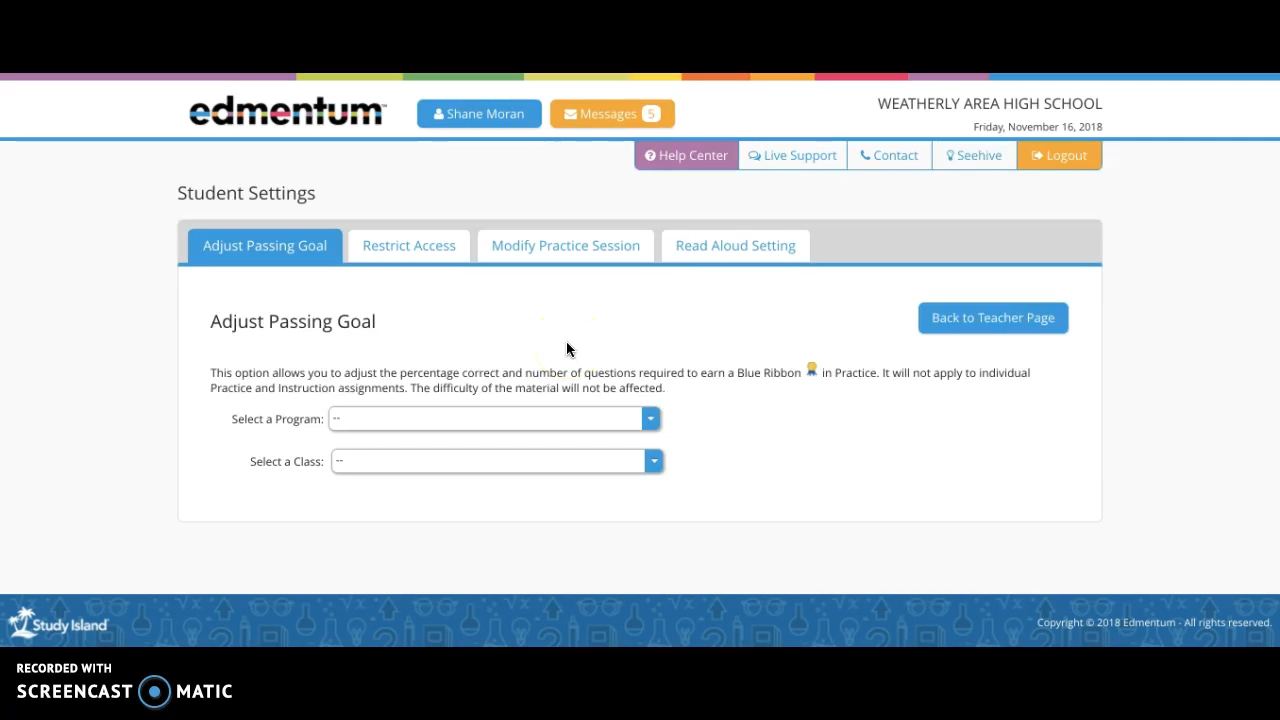 edmentum™ Shane Moran Messages 5 WEATHERLY AREA HIGH SCHOOL
Friday, November 16, 2018
Help Center Live Support Contact Seehive Logout
Student Settings
Adjust Passing Goal Restrict Access Modify Practice Session Read Aloud Setting
Adjust Passing Goal Back to Teacher Page
This option allows you to adjust the percentage correct and number of questions required to earn a Blue Ribbon in Practice. It will not apply to individual
Practice and Instruction assignments. The difficulty of the material will not be affected.
Select a Program: --
Select a Class: --
Study Island Copyright © 2018 Edmentum - All rights reserved.
RECORDED WITH
SCREENCAST MATIC